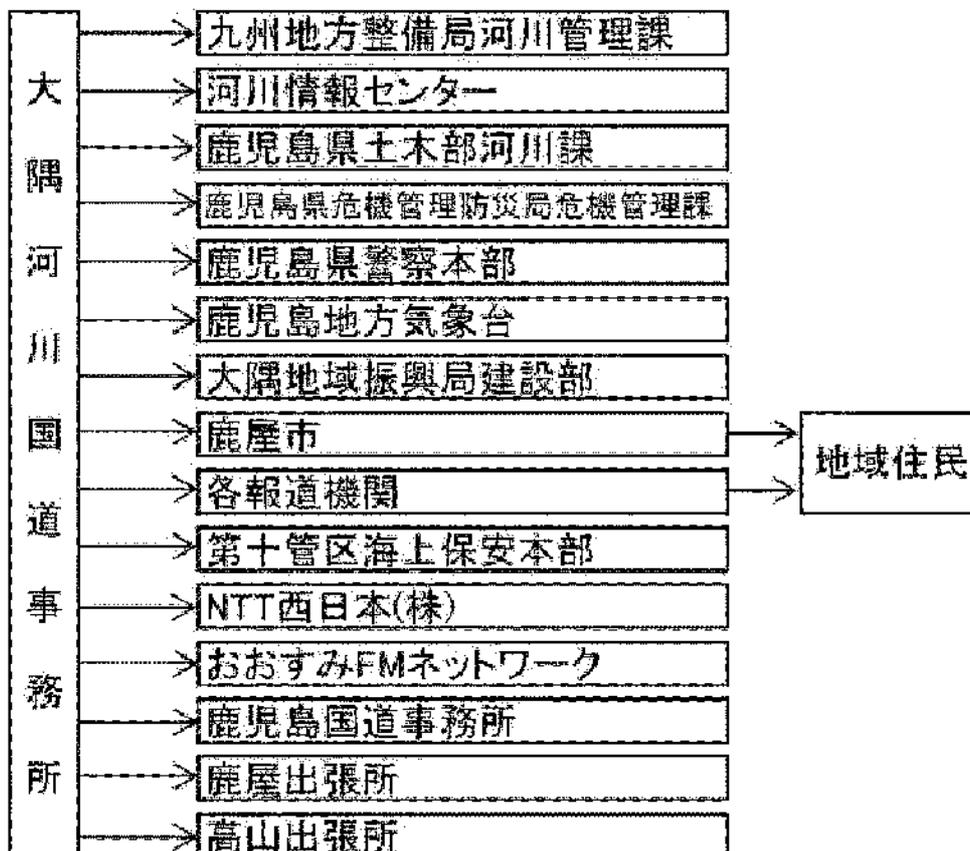 大隅河川国道事務所
九州地方整備局河川管理課
河川情報センター
鹿児島県土木部河川課
鹿児島県危機管理防災局危機管理課
鹿児島県警察本部
鹿児島地方気象台
大隅地域振興局建設部
鹿屋市
各報道機関
地域住民
第十管区海上保安本部
NTT西日本(株)
おおすみFMネットワーク
鹿児島国道事務所
鹿屋出張所
高山出張所